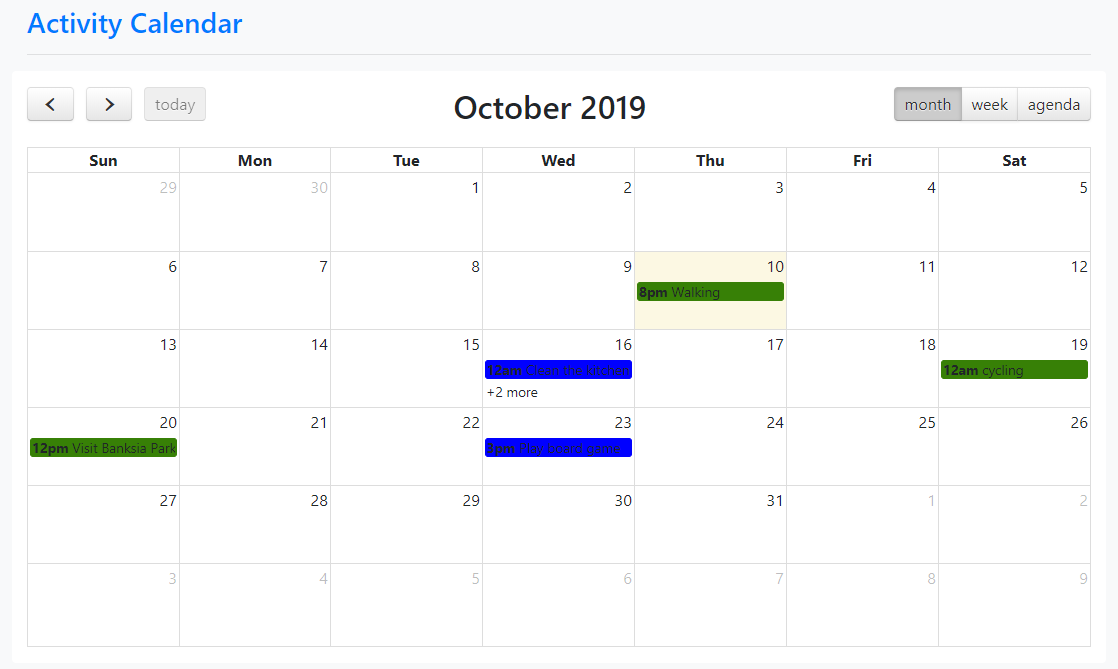 Activity Calendar
today
October 2019
month week agenda
Sun Mon Tue Wed Thu Fri Sat
29 30 1 2 3 4 5
6 7 8 9 10 11 12
8pm Walking
13 14 15 16 17 18 19
12am Clean the kitchen 12am cycling
+2 more
20 21 22 23 24 25 26
12pm Visit Banksia Park Play board game
27 28 29 30 31 1 2
3 4 5 6 7 8 9